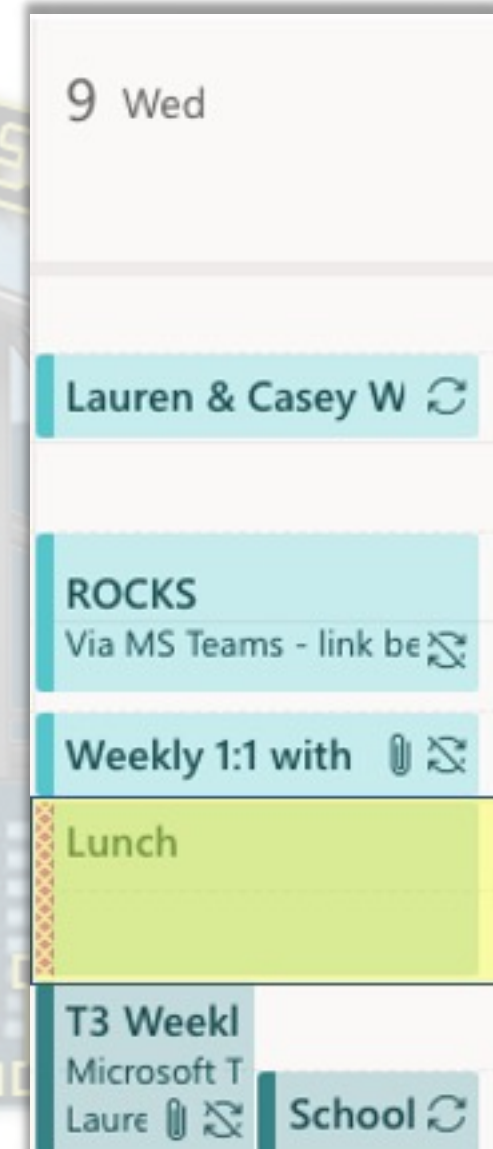 9 Wed
Lauren & Casey W
ROCKS
Via MS Teams - link be
Weekly 1:1 with
Lunch
T3 Weekl
Microsoft T
Laure
School